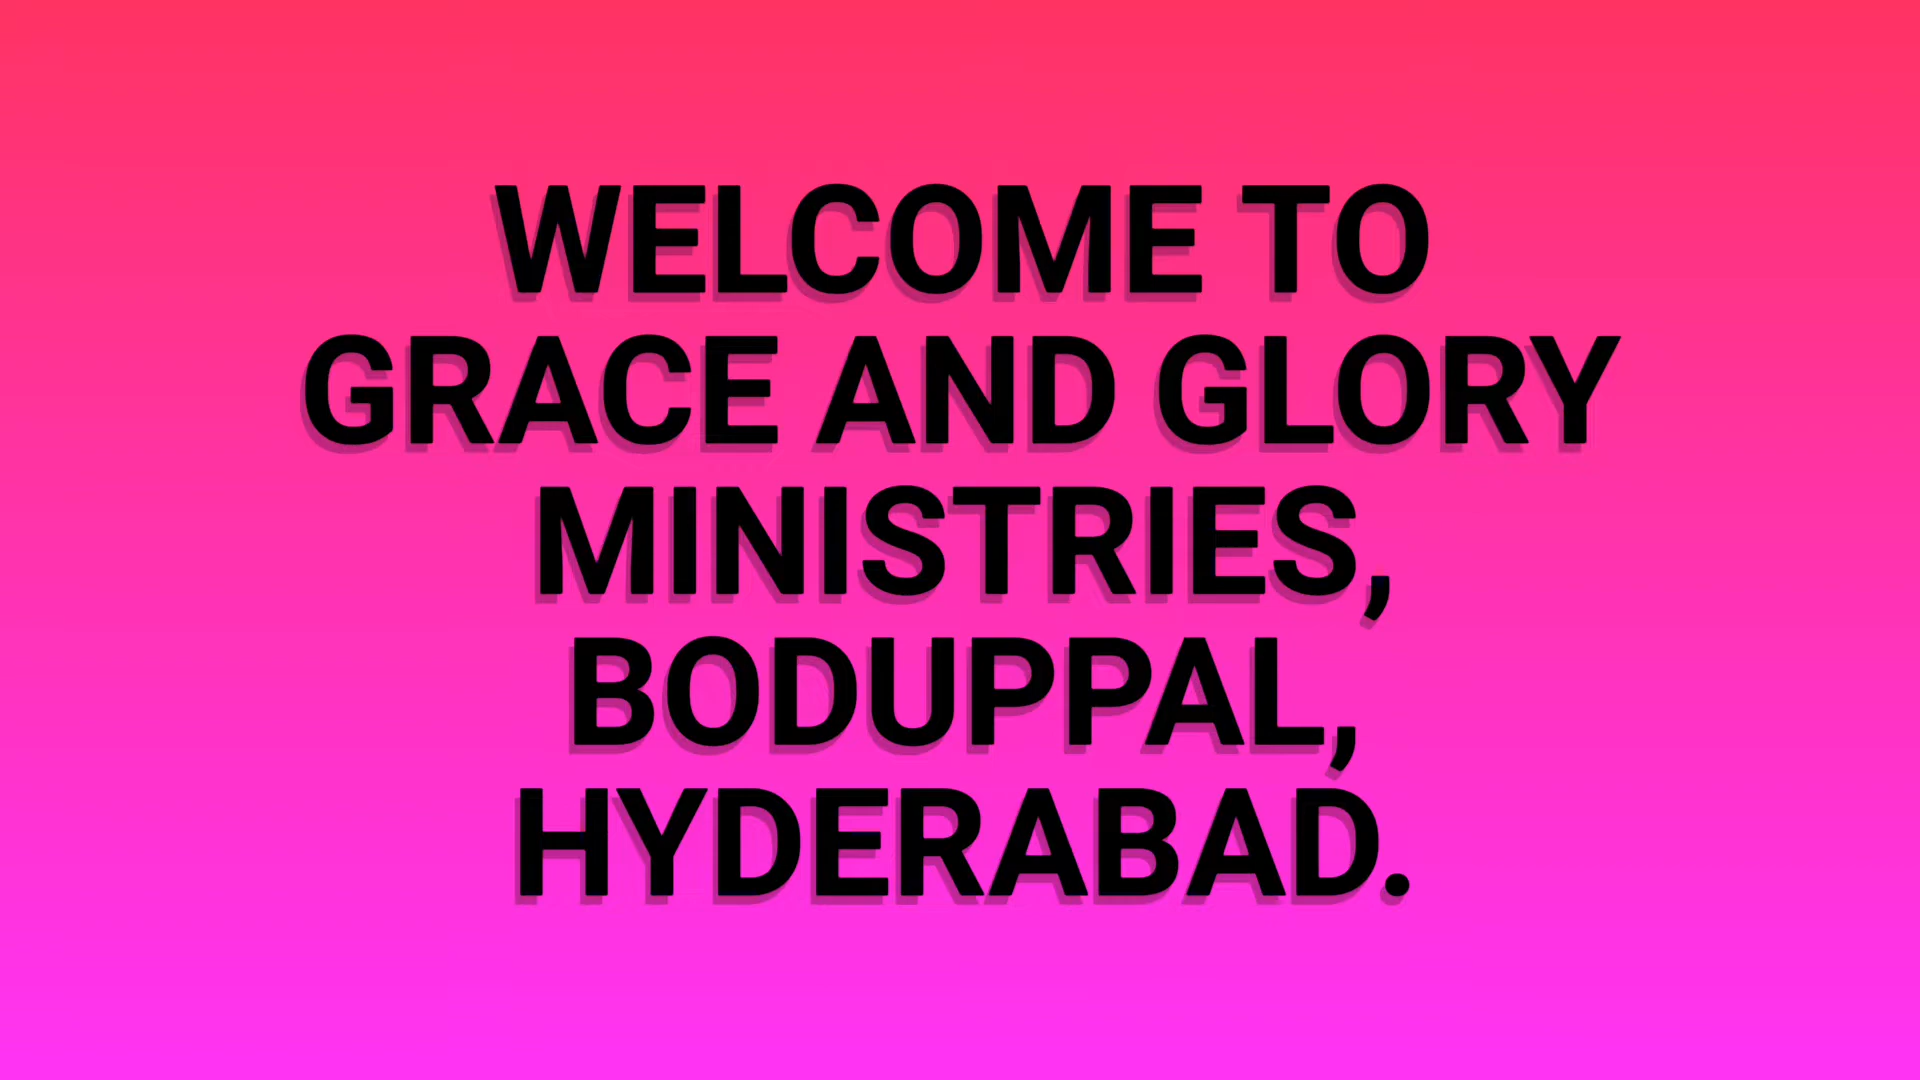 WELCOME TO
GRACE AND GLORY
MINISTRIES,
BODUPPAL,
HYDERABAD.